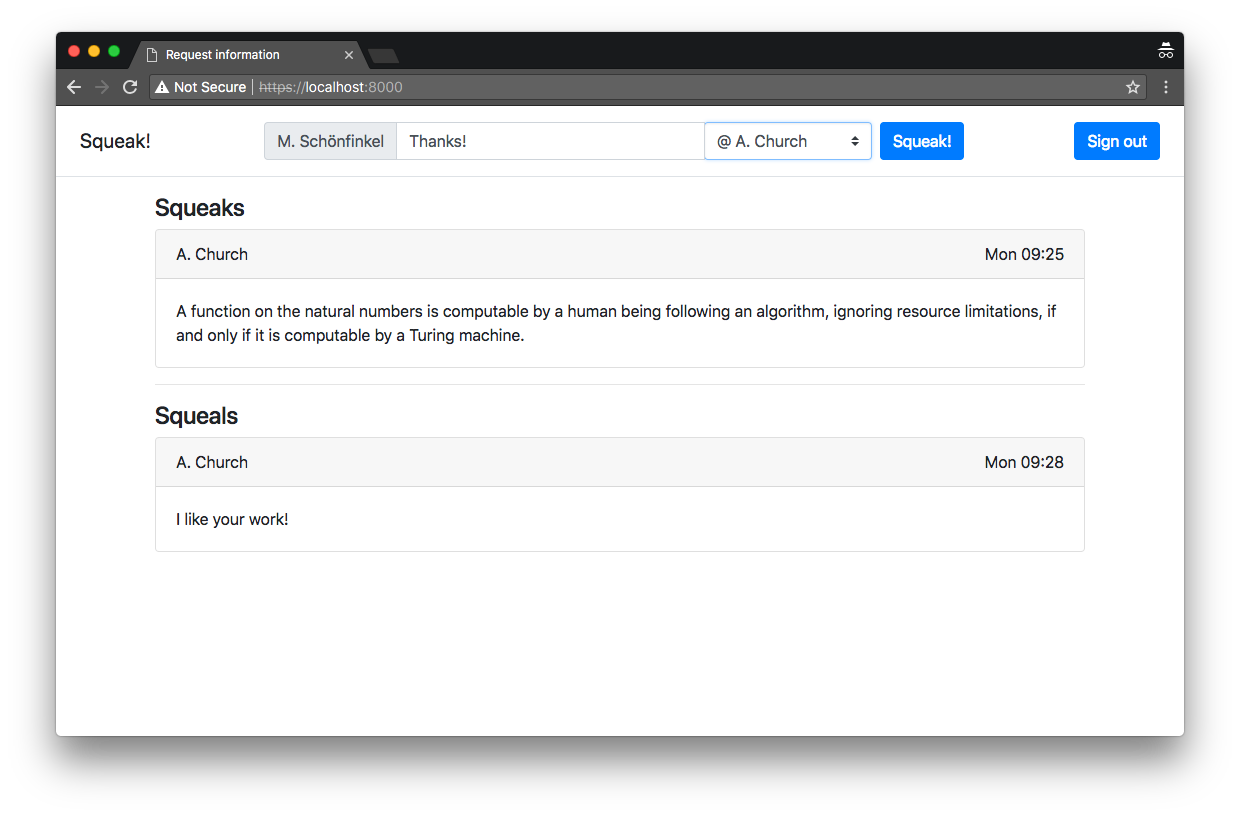 Request information
Not Secure https://localhost:8000
Squeak! M. Schönfinkel Thanks! @ A. Church Squeak! Sign out
Squeaks
A. Church Mon 09:25
A function on the natural numbers is computable by a human being following an algorithm, ignoring resource limitations, if
and only if it is computable by a Turing machine.
Squeals
A. Church Mon 09:28
I like your work!